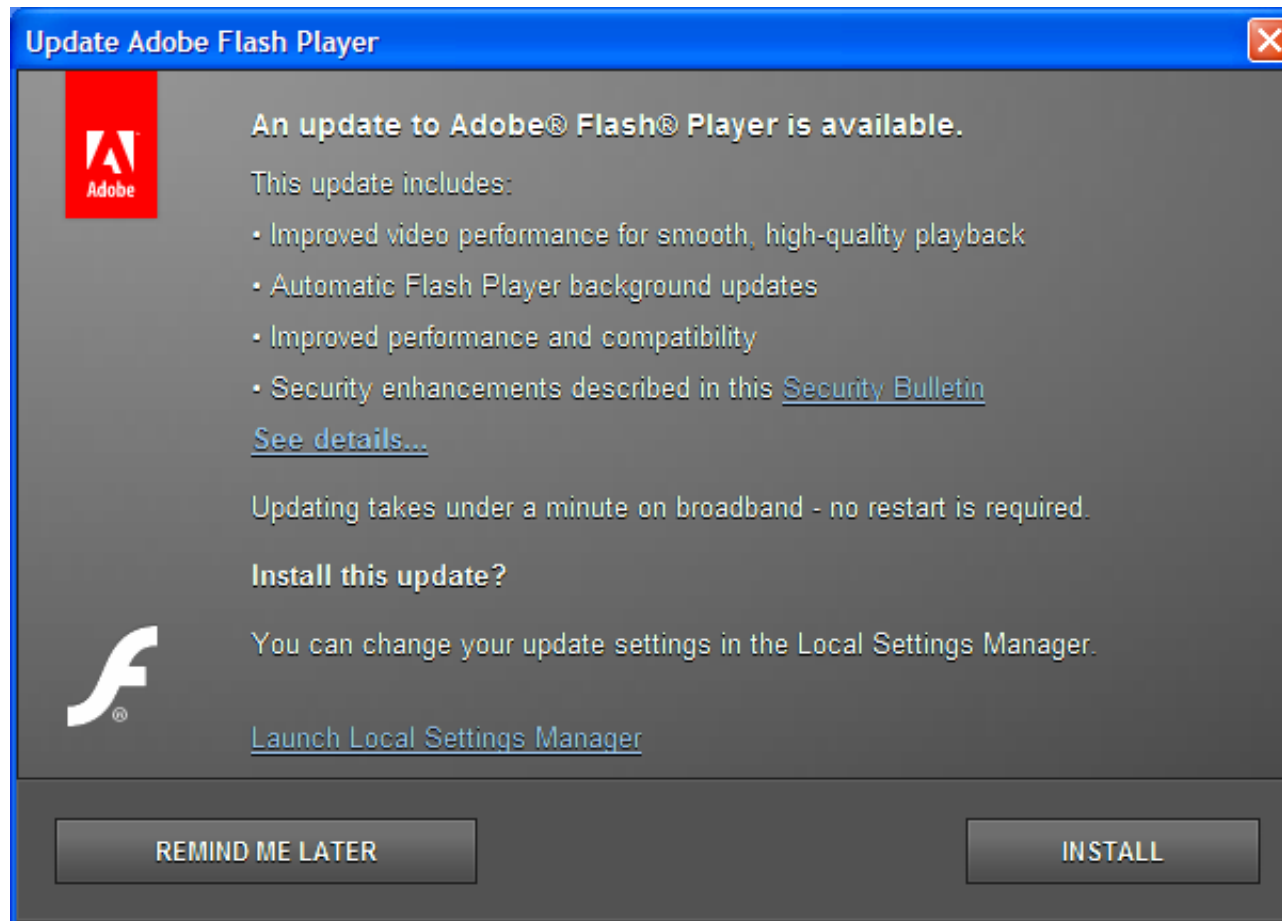 Update Adobe Flash Player
Adobe
An update to Adobe® Flash® Player is available.
This update includes:
• Improved video performance for smooth, high-quality playback
• Automatic Flash Player background updates
• Improved performance and compatibility
• Security enhancements described in this Security Bulletin
See details...
Updating takes under a minute on broadband - no restart is required.
Install this update?
You can change your update settings in the Local Settings Manager.
®
Launch Local Settings Manager
REMIND ME LATER
INSTALL